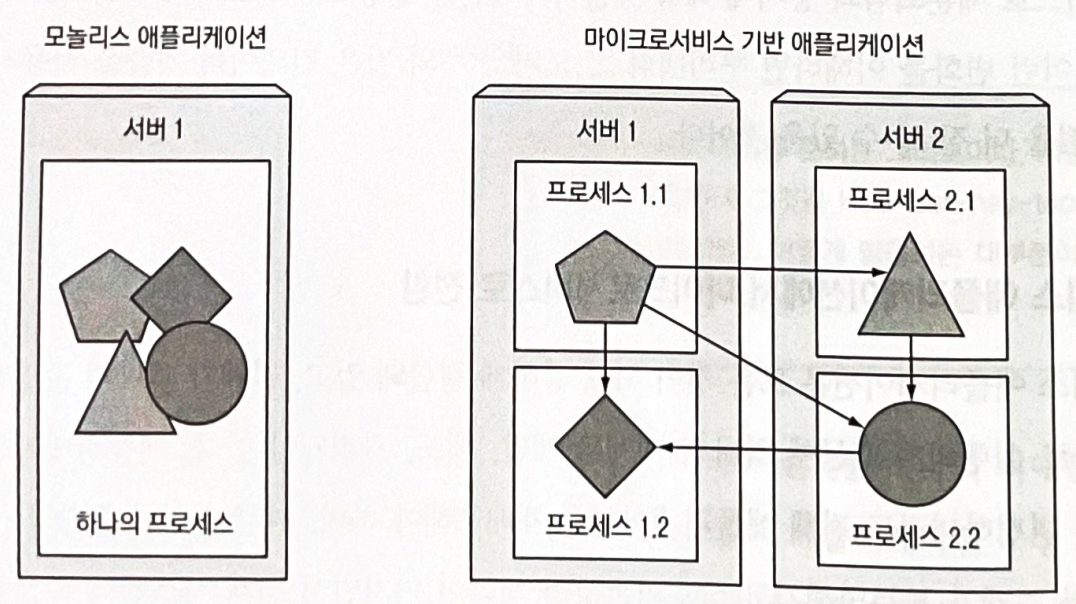 모놀리스 애플리케이션
서버 1
하나의 프로세스
마이크로서비스 기반 애플리케이션
서버 1
프로세스 1.1
프로세스 1.2
서버 2
프로세스 2.1
프로세스 2.2